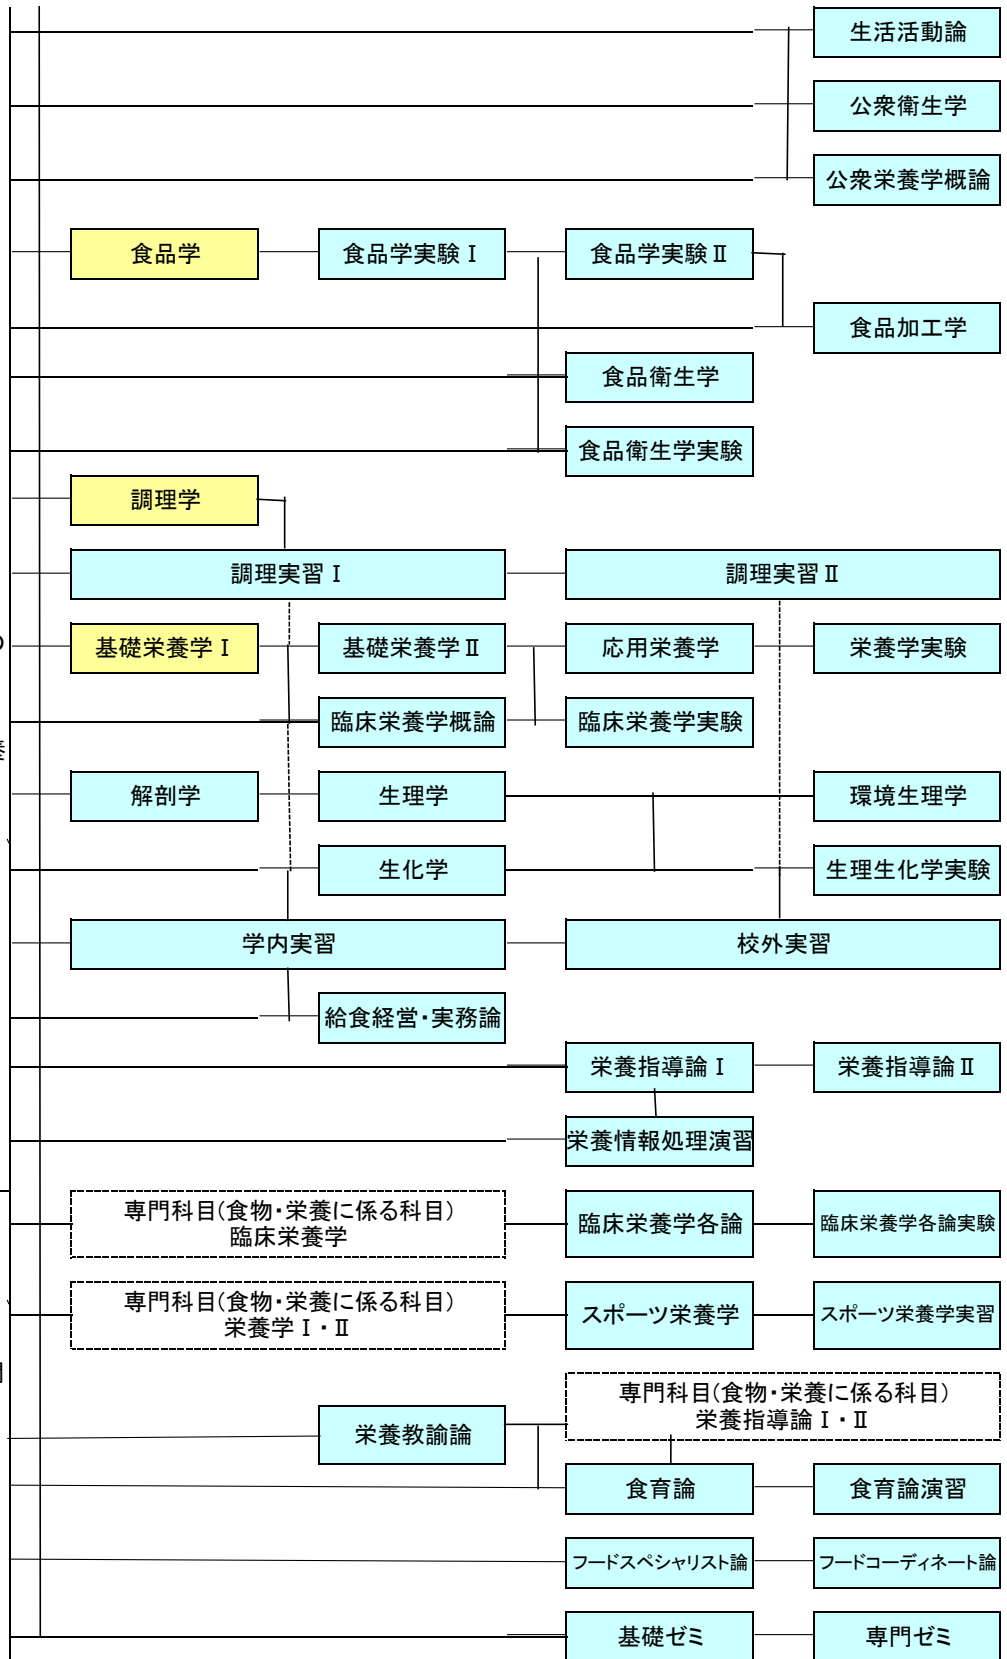 生活活動論
公衆衛生学
公衆栄養学概論
食品学
食品学実験Ⅰ
食品学実験Ⅱ
食品加工学
食品衛生学
食品衛生学実験
調理学
調理実習Ⅰ
調理実習Ⅱ
基礎栄養学Ⅰ
基礎栄養学Ⅱ
応用栄養学
栄養学実験
臨床栄養学概論
臨床栄養学実験
解剖学
生理学
環境生理学
生化学
生理生化学実験
学内実習
校外実習
給食経営・実務論
栄養指導論Ⅰ
栄養指導論Ⅱ
栄養情報処理演習
専門科目(食物・栄養に係る科目)
臨床栄養学
臨床栄養学各論
臨床栄養学各論実験
専門科目(食物・栄養に係る科目)
栄養学Ⅰ・Ⅱ
スポーツ栄養学
スポーツ栄養学実習
専門科目(食物・栄養に係る科目)
栄養指導論Ⅰ・Ⅱ
栄養教諭論
食育論
食育論演習
フードスペシャリスト論
フードコーディネート論
基礎ゼミ
専門ゼミ